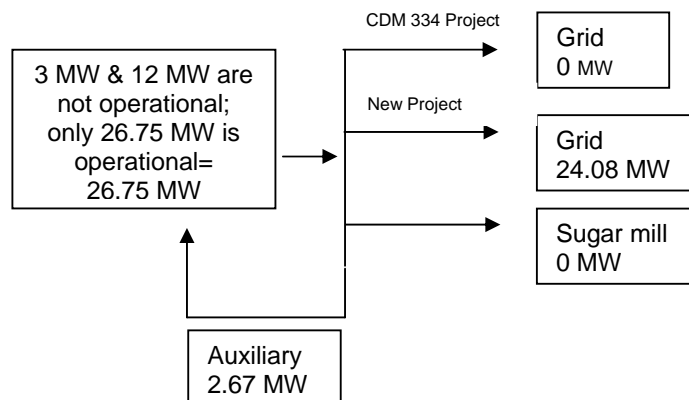 CDM 334 Project
Grid
0 MW
3 MW & 12 MW are
not operational;
only 26.75 MW is
operational=
26.75 MW
New Project
Grid
24.08 MW
Sugar mill
0 MW
Auxiliary
2.67 MW